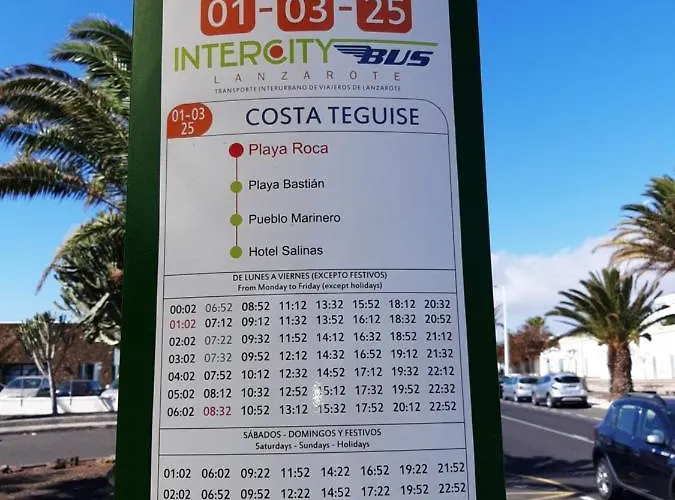 01-03-25
INTERCITY BUS
LANZAROTE
TRANSPORTE INTERURBANO DE VIAJEROS DE LANZAROTE
01-03
25
COSTA TEGUISE
Playa Roca
Playa Bastián
Pueblo Marinero
Hotel Salinas
DE LUNES A VIERNES (EXCEPTO FESTIVOS)
From Monday to Friday (except holidays)
00:02 06:52 08:52 11:12 13:32 15:52 18:12 20:32
01:02 07:12 09:12 11:32 13:52 16:12 18:32 20:52
02:02 07:22 09:32 11:52 14:12 16:32 18:52 21:12
03:02 07:32 09:52 12:12 14:32 16:52 19:12 21:32
04:02 07:52 10:12 12:32 14:52 17:12 19:32 22:12
05:02 08:12 10:32 12:52 15:12 17:32 19:52 22:32
06:02 08:32 10:52 13:12 15:32 17:52 20:12 22:52
SÁBADOS - DOMINGOS Y FESTIVOS
Saturdays - Sundays - Holidays
01:02 06:02 09:22 11:52 14:22 16:52 19:22 21:52
02:02 06:52 09:52 12:22 14:52 17:22 19:52 22:52